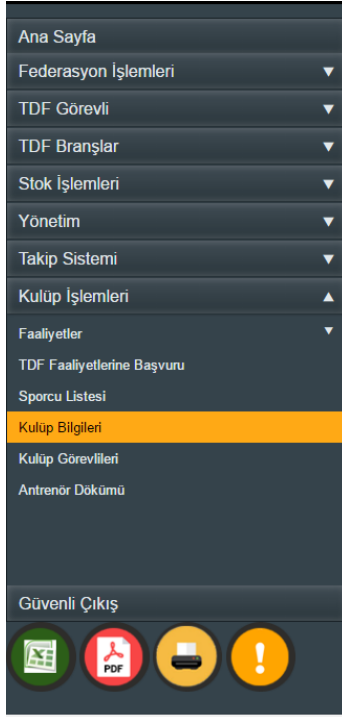 Ana Sayfa
Federasyon İşlemleri
TDF Görevli
TDF Branşlar
Stok İşlemleri
Yönetim
Takip Sistemi
Kulüp İşlemleri
Faaliyetler
TDF Faaliyetlerine Başvuru
Sporcu Listesi
Kulüp Bilgileri
Kulüp Görevlileri
Antrenör Dökümü
Güvenli Çıkış
PDF